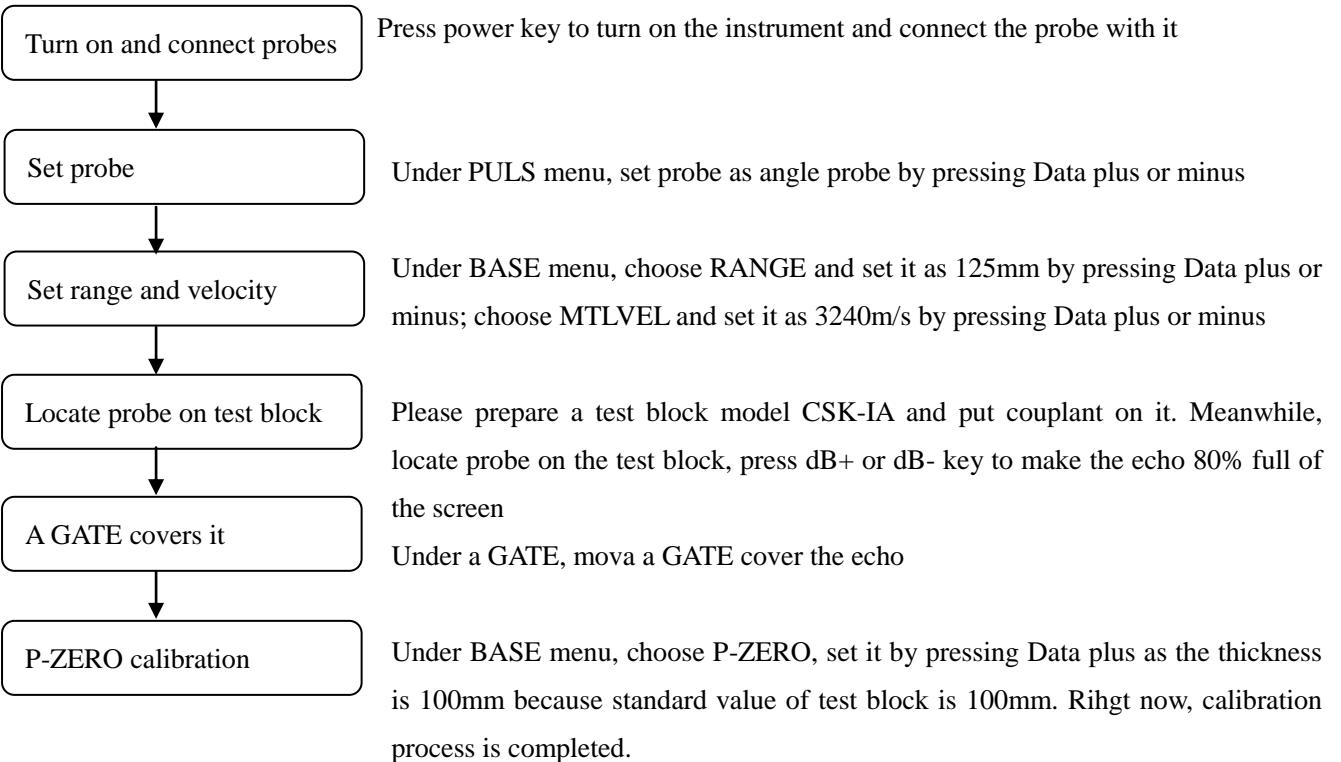 Turn on and connect probes
Press power key to turn on the instrument and connect the probe with it
Set probe
Under PULS menu, set probe as angle probe by pressing Data plus or minus
Set range and velocity
Under BASE menu, choose RANGE and set it as 125mm by pressing Data plus or
minus; choose MTLVEL and set it as 3240m/s by pressing Data plus or minus
Locate probe on test block
Please prepare a test block model CSK-IA and put couplant on it. Meanwhile,
locate probe on the test block, press dB+ or dB- key to make the echo 80% full of
the screen
A GATE covers it
Under a GATE, mova a GATE cover the echo
P-ZERO calibration
Under BASE menu, choose P-ZERO, set it by pressing Data plus as the thickness
is 100mm because standard value of test block is 100mm. Rihgt now, calibration
process is completed.